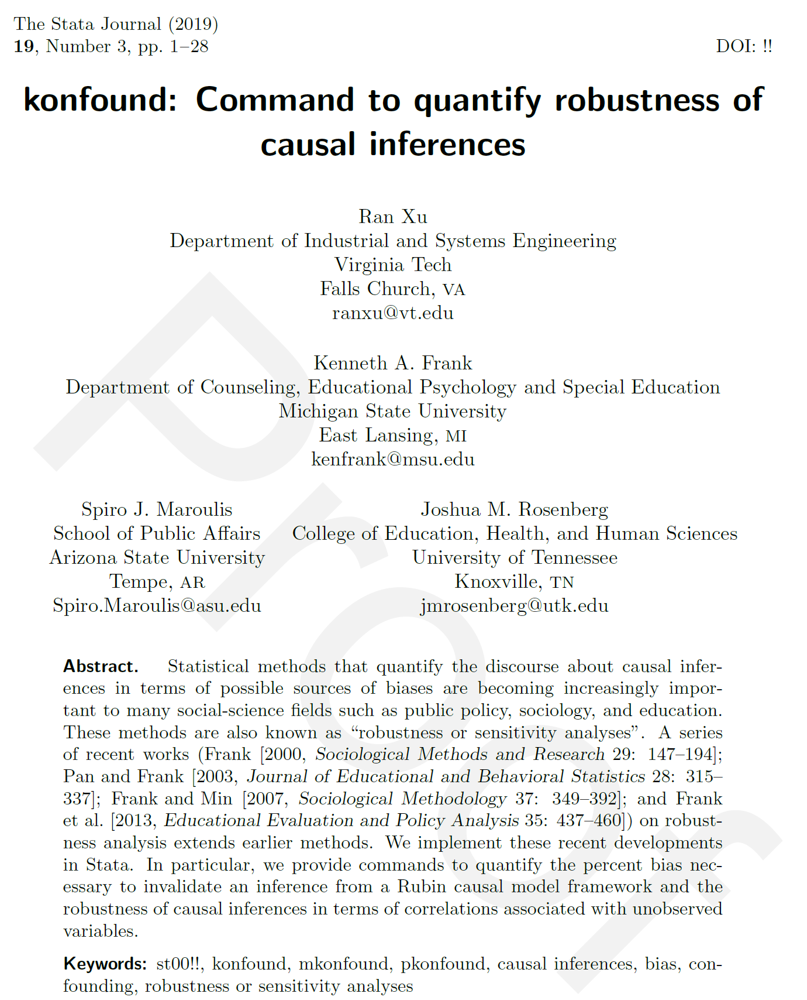 The Stata Journal (2019)
19, Number 3, pp. 1–28
DOI: !!
konfound: Command to quantify robustness of
causal inferences
Ran Xu
Department of Industrial and Systems Engineering
Virginia Tech
Falls Church, VA
ranxu@vt.edu
Kenneth A. Frank
Department of Counseling, Educational Psychology and Special Education
Michigan State University
East Lansing, MI
kenfrank@msu.edu
Spiro J. Maroulis
School of Public Affairs
Arizona State University
Tempe, AR
Spiro.Maroulis@asu.edu
Joshua M. Rosenberg
College of Education, Health, and Human Sciences
University of Tennessee
Knoxville, TN
jmrosenberg@utk.edu
Abstract. Statistical methods that quantify the discourse about causal infer-
ences in terms of possible sources of biases are becoming increasingly impor-
tant to many social-science fields such as public policy, sociology, and education.
These methods are also known as “robustness or sensitivity analyses”. A series
of recent works (Frank [2000, Sociological Methods and Research 29: 147–194];
Pan and Frank [2003, Journal of Educational and Behavioral Statistics 28: 315–
337]; Frank and Min [2007, Sociological Methodology 37: 349–392]; and Frank
et al. [2013, Educational Evaluation and Policy Analysis 35: 437–460]) on robust-
ness analysis extends earlier methods. We implement these recent developments
in Stata. In particular, we provide commands to quantify the percent bias nec-
essary to invalidate an inference from a Rubin causal model framework and the
robustness of causal inferences in terms of correlations associated with unobserved
variables.
Keywords: st00!!, konfound, mkonfound, pkonfound, causal inferences, bias, con-
founding, robustness or sensitivity analyses
Proof